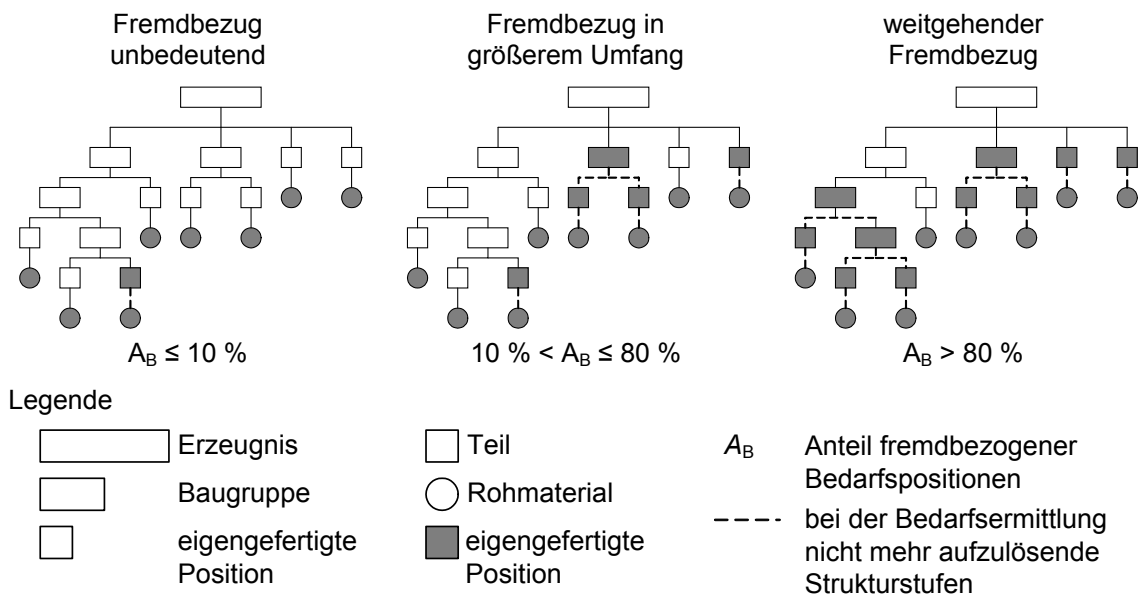 Fremdbezug
unbedeutend
Fremdbezug in
größerem Umfang
weitgehender
Fremdbezug
A_B ≤ 10 %
10 % < A_B ≤ 80 %
A_B > 80 %
Legende
Erzeugnis
Baugruppe
eigengefertigte
Position
Teil
Rohmaterial
eigengefertigte
Position
A_B Anteil fremdbezogener
Bedarfspositionen
bei der Bedarfsermittlung
nicht mehr aufzulösende
Strukturstufen